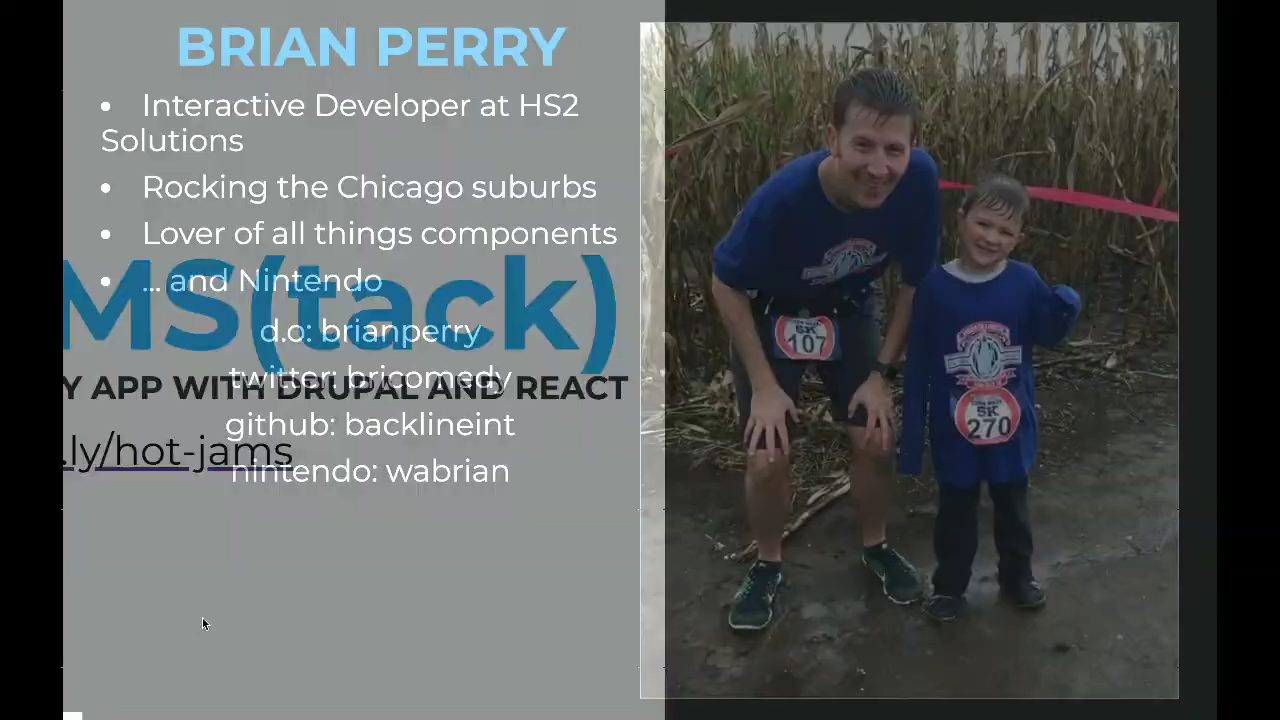 BRIAN PERRY
• Interactive Developer at HS2
Solutions
• Rocking the Chicago suburbs
• Lover of all things components
• ... and Nintendo
MS(tack)
d.o: brianperry
twitter: bricomedy
Y APP WITH DRUPAL AND REACT
github: backlineint
.ly/hot-jams
nintendo: wabrian
5K
107
5K
270